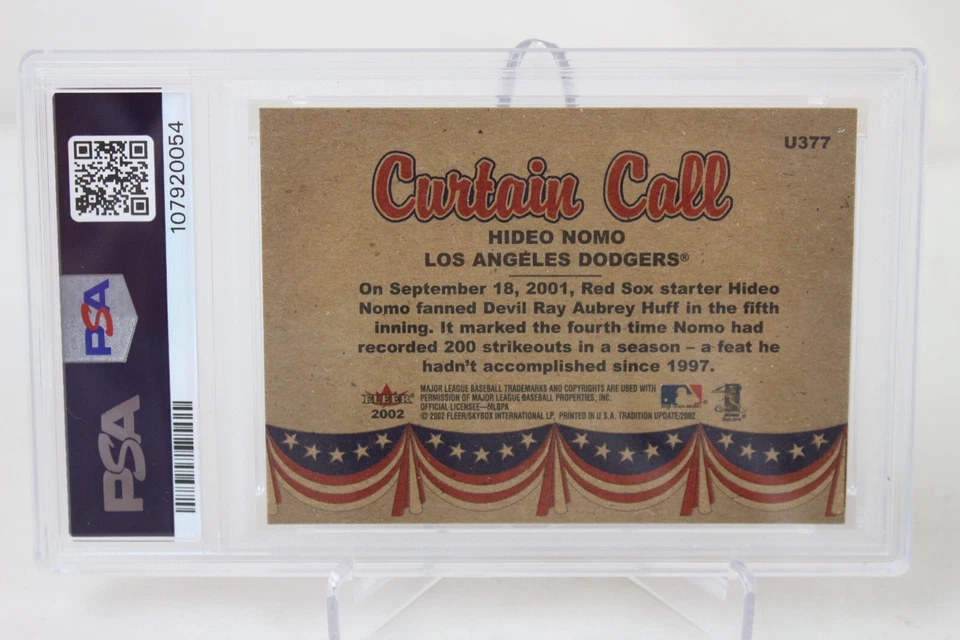 107920054
PSA
PSA
U377
Curtain Call
HIDEO NOMO
LOS ANGELES DODGERS®
On September 18, 2001, Red Sox starter Hideo
Nomo fanned Devil Ray Aubrey Huff in the fifth
inning. It marked the fourth time Nomo had
recorded 200 strikeouts in a season – a feat he
hadn't accomplished since 1997.
FLEER
2002
MAJOR LEAGUE BASEBALL TRADEMARKS AND COPYRIGHTS ARE USED WITH
PERMISSION OF MAJOR LEAGUE BASEBALL PROPERTIES, INC.
OFFICIAL LICENSEE—MLBPA
© 2002 FLEER/SKYBOX INTERNATIONAL LP. PRINTED IN U.S.A. TRADITION UPDATE/2002